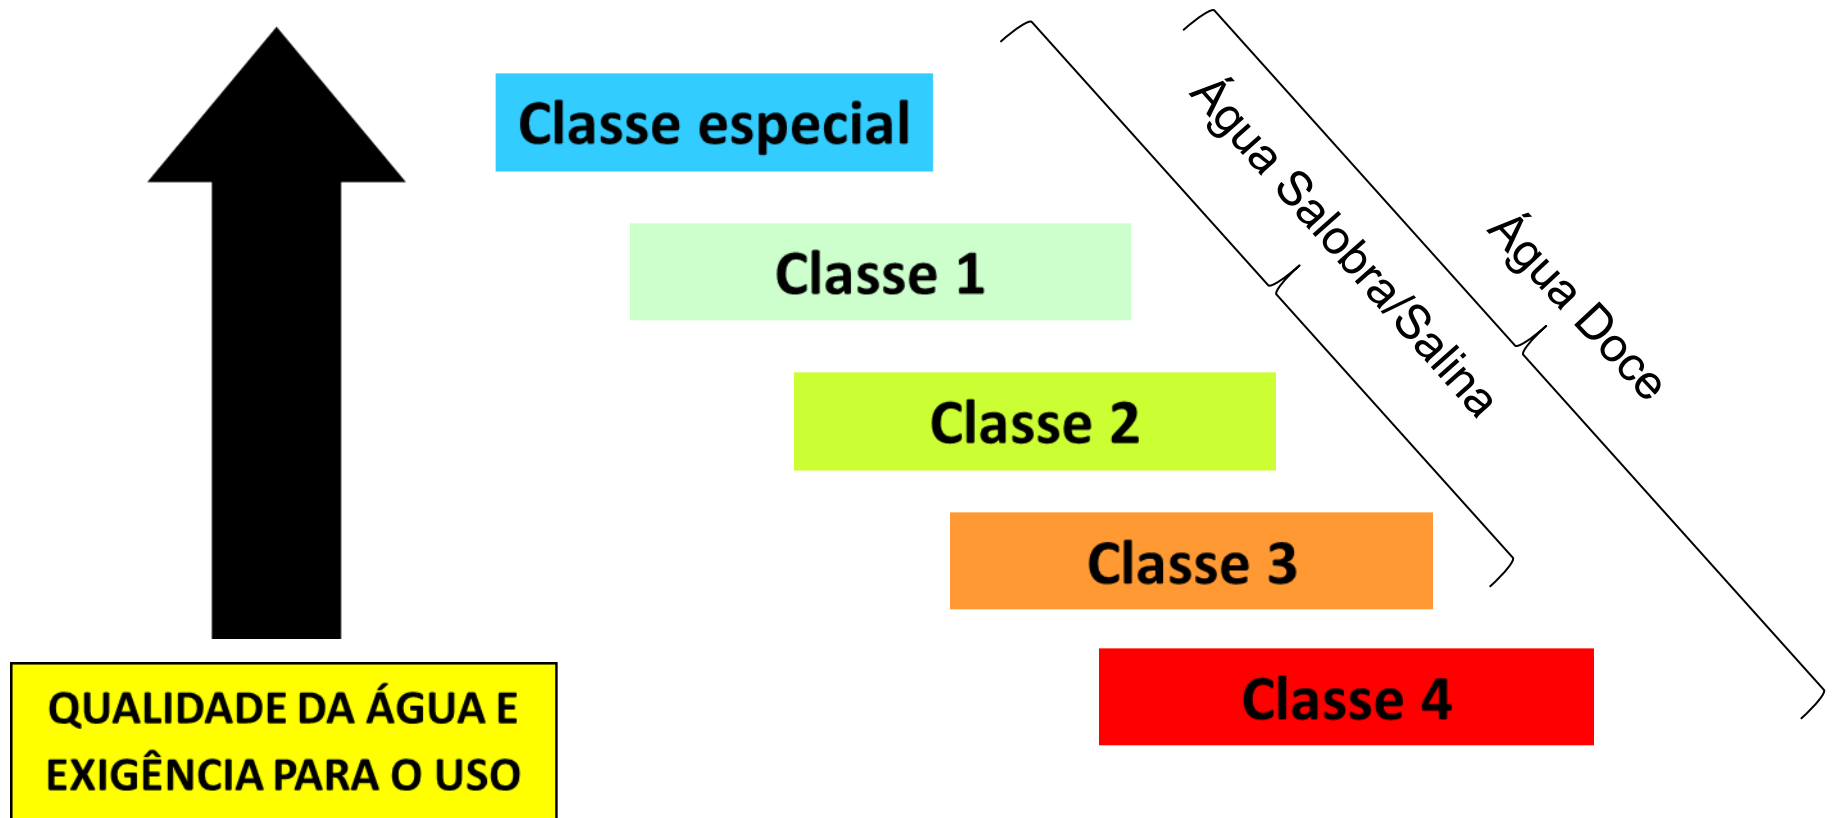 Classe especial
Classe 1
Classe 2
Classe 3
Classe 4
Água Salobra/Salina
Água Doce
QUALIDADE DA ÁGUA E
EXIGÊNCIA PARA O USO